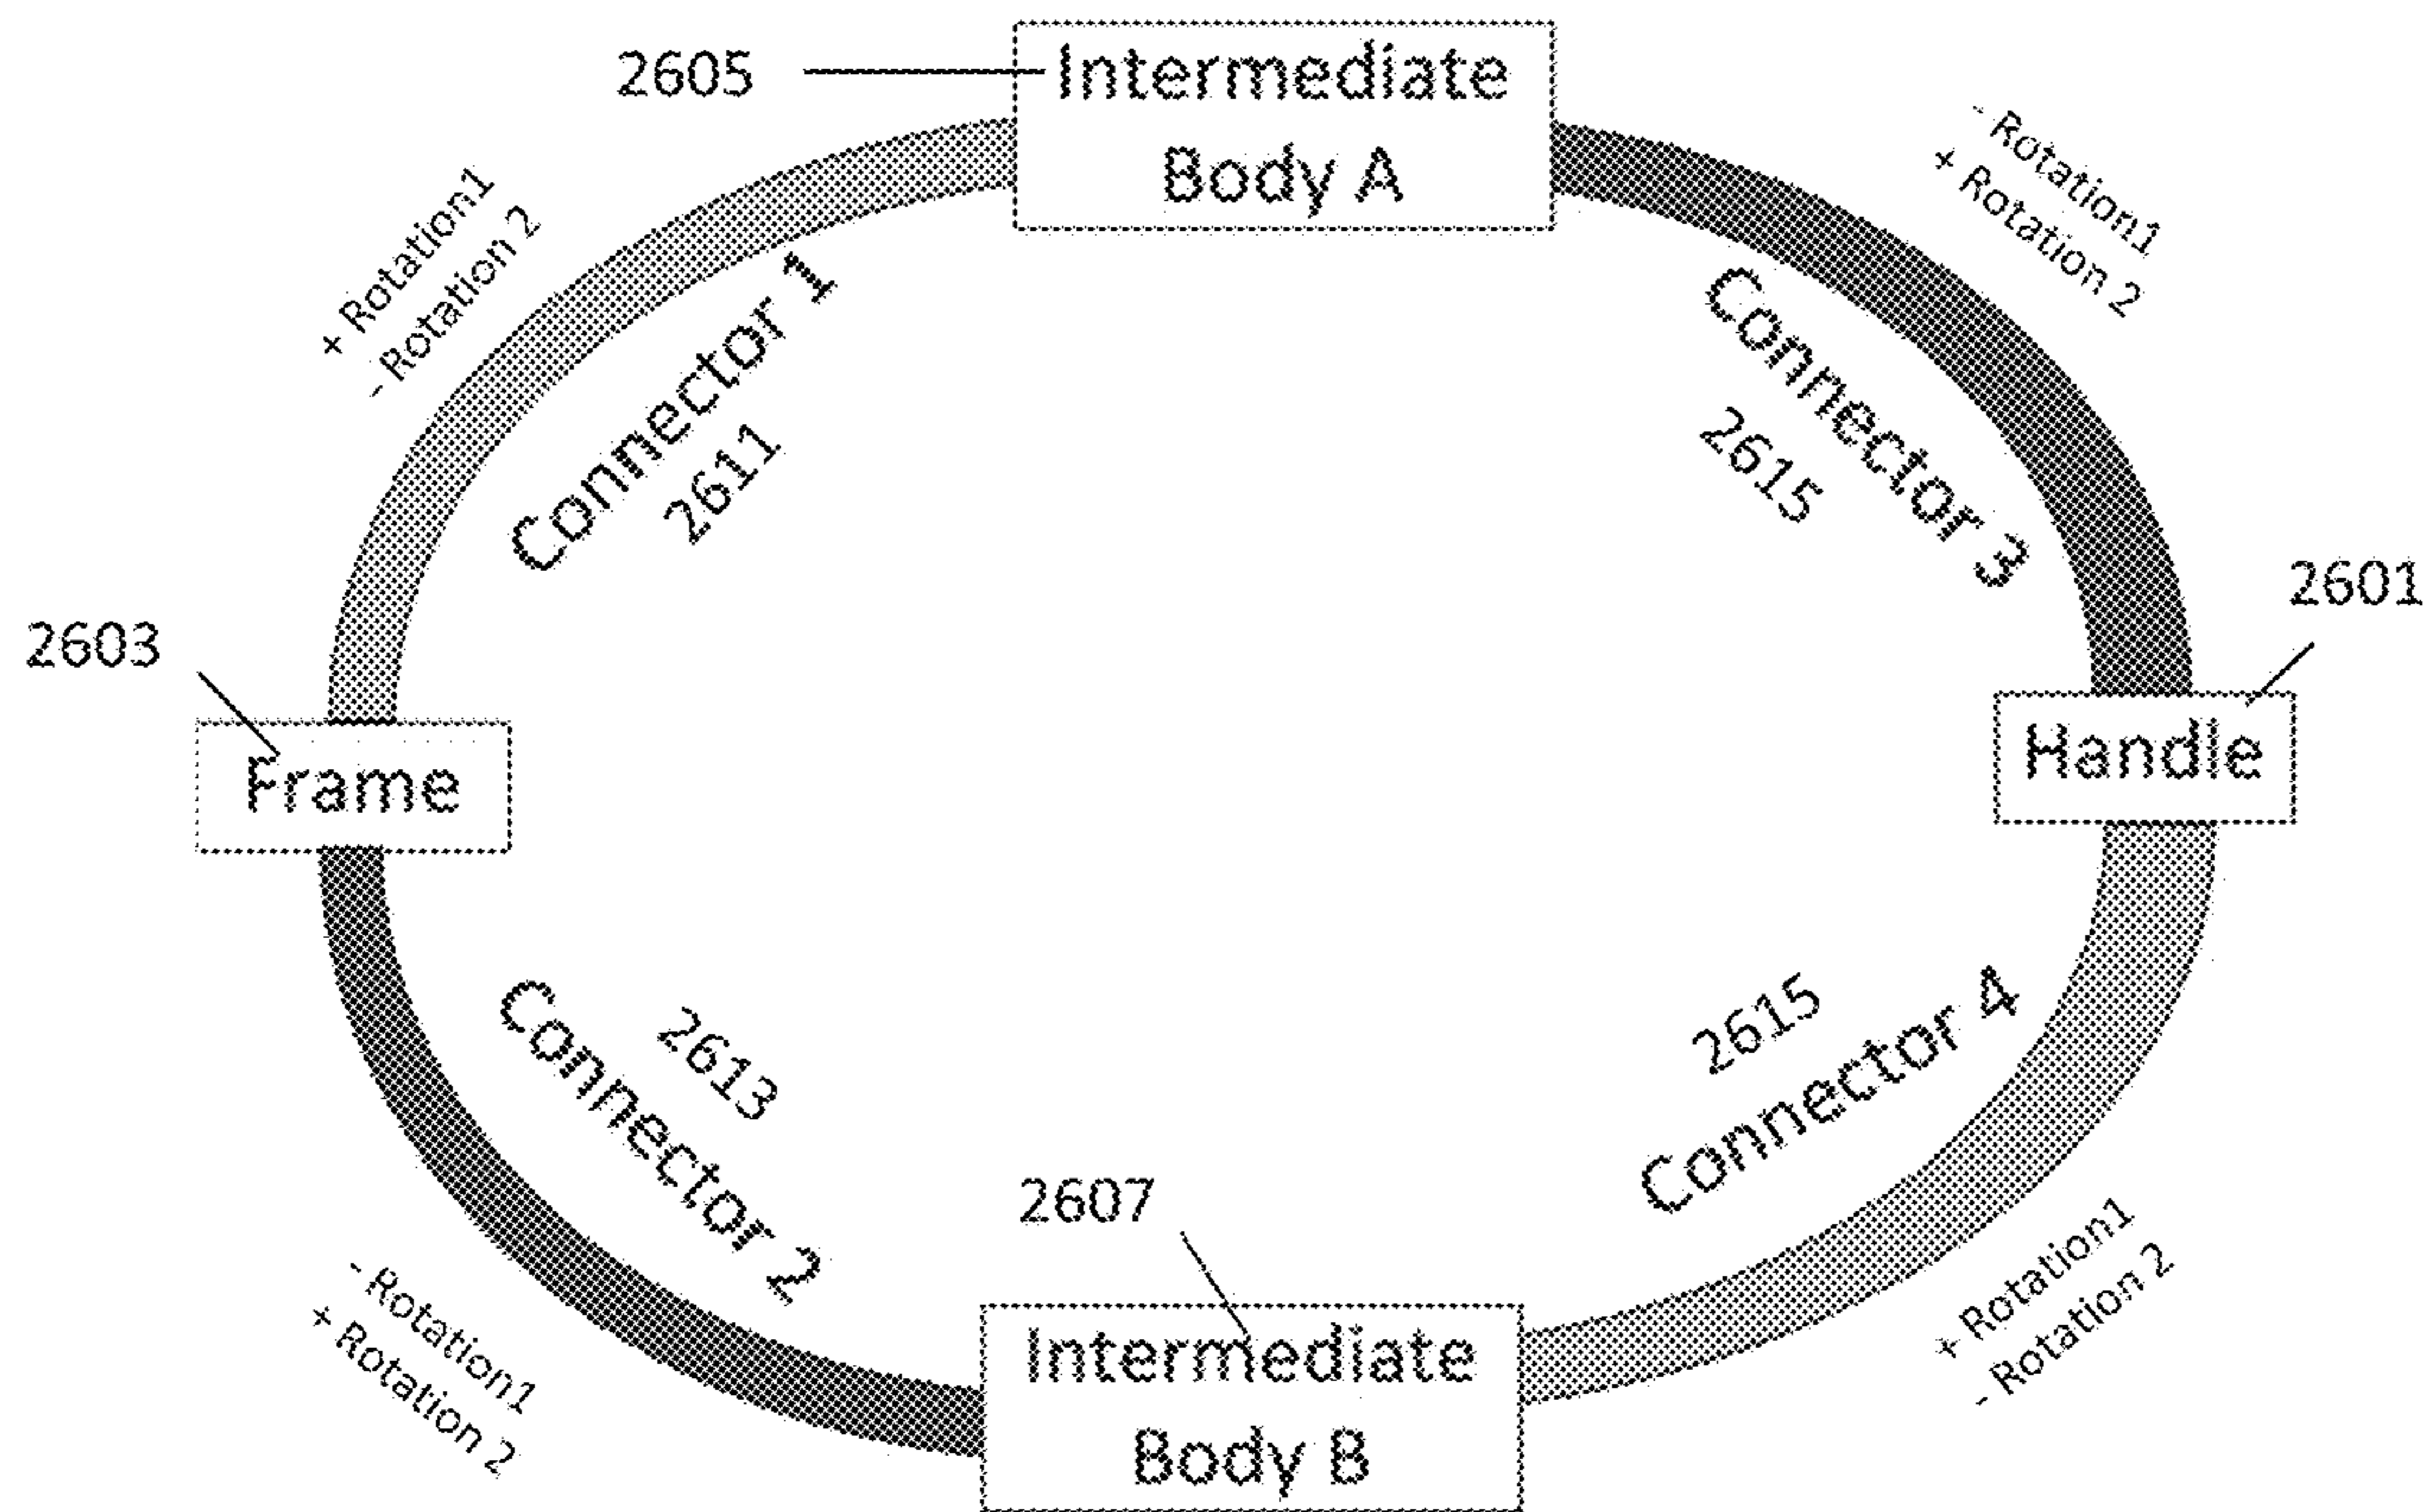 2605
Intermediate
Body A
+ Rotation1
- Rotation 2
- Rotation1
+ Rotation 2
Connector 1
2611
Connector 3
2615
2601
2603
Frame
Handle
2613
Connector 2
2615
Connector 4
2607
Intermediate
Body B
- Rotation1
+ Rotation 2
+ Rotation1
- Rotation 2